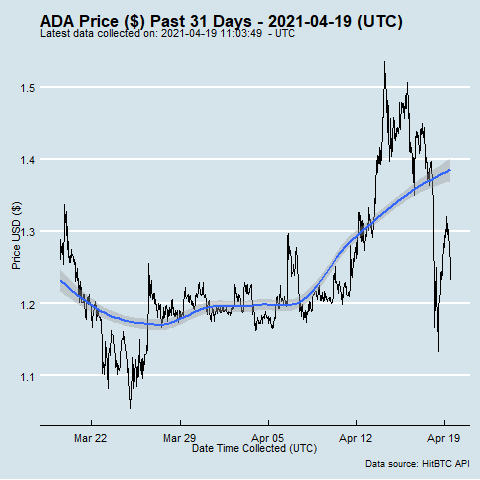 ADA Price ($) Past 31 Days - 2021-04-19 (UTC)
Latest data collected on: 2021-04-19 11:03:49 - UTC
1.5
1.4
1.3
1.2
1.1
Price USD ($)
Mar 22 Mar 29 Apr 05 Apr 12 Apr 19
Date Time Collected (UTC)
Data source: HitBTC API